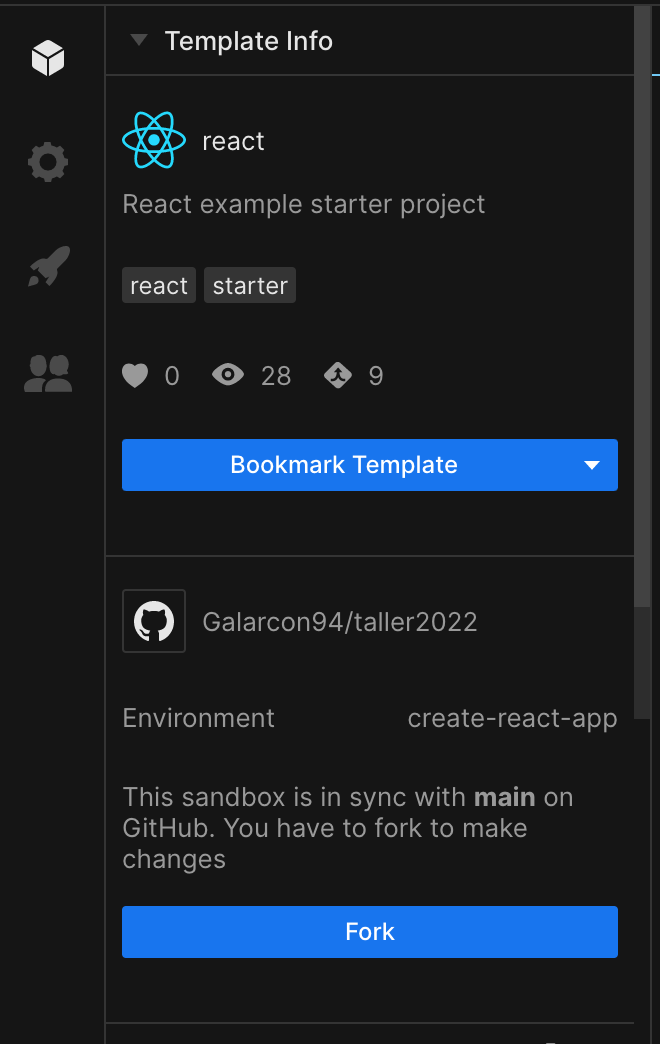 Template Info
react
React example starter project
react starter
0 28 9
Bookmark Template
Galarcon94/taller2022
Environment create-react-app
This sandbox is in sync with main on
GitHub. You have to fork to make
changes
Fork